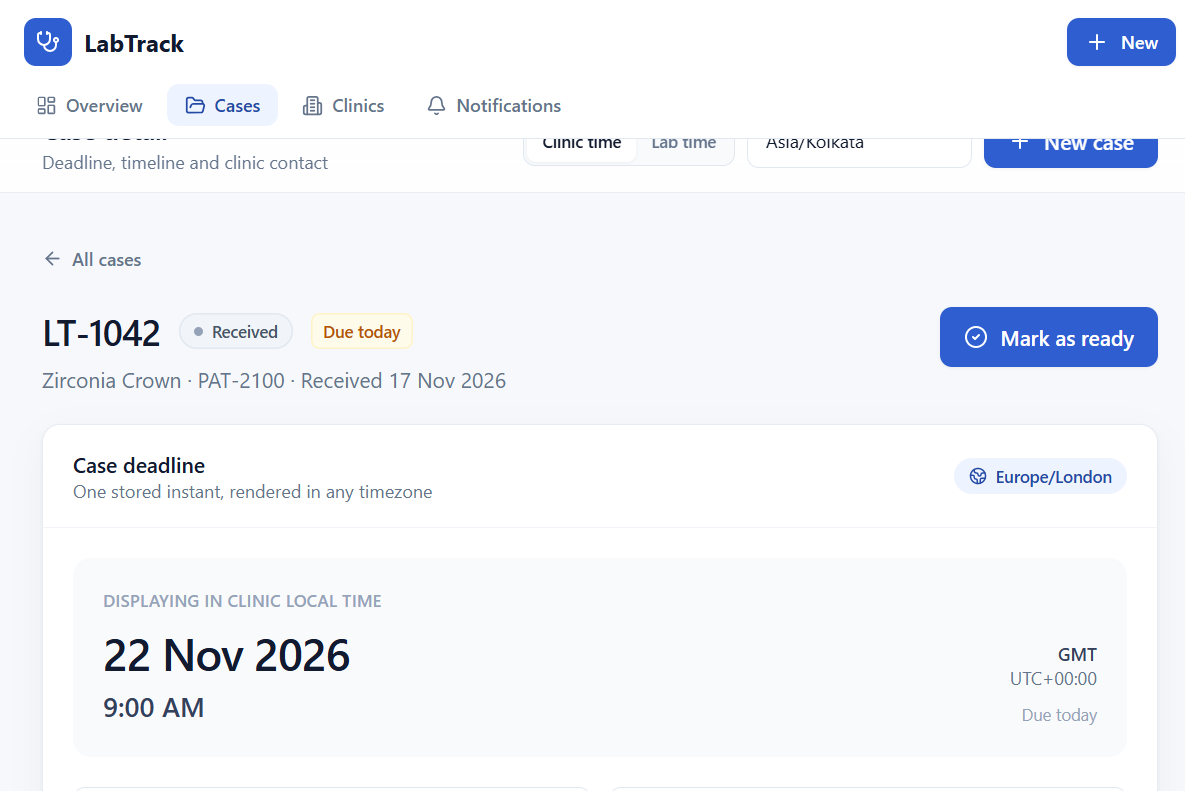 LabTrack
New
Overview
Cases
Clinics
Notifications
Deadline, timeline and clinic contact
Clinic time
Lab time
Asia/Kolkata
New case
All cases
LT-1042
Received
Due today
Mark as ready
Zirconia Crown · PAT-2100 · Received 17 Nov 2026
Case deadline
One stored instant, rendered in any timezone
Europe/London
DISPLAYING IN CLINIC LOCAL TIME
22 Nov 2026
9:00 AM
GMT
UTC+00:00
Due today